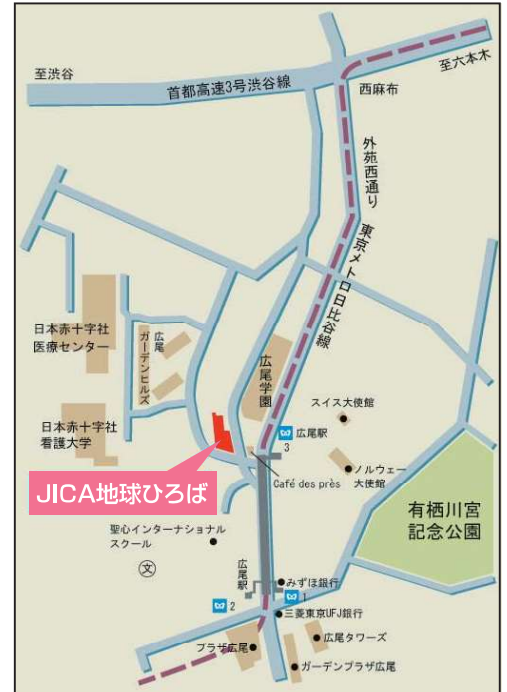 至渋谷
首都高速3号渋谷線
至六本木
西麻布
外苑西通り
東京メトロ日比谷線
日本赤十字社
医療センター
広尾
ガーデンヒルズ
広尾学園
スイス大使館
日本赤十字社
看護大学
広尾駅
3
Café des près
ノルウェー
大使館
JICA地球ひろば
有栖川宮
記念公園
聖心インターナショナル
スクール
文
広尾駅
みずほ銀行
1
2
三菱東京UFJ銀行
プラザ広尾
広尾タワーズ
ガーデンプラザ広尾